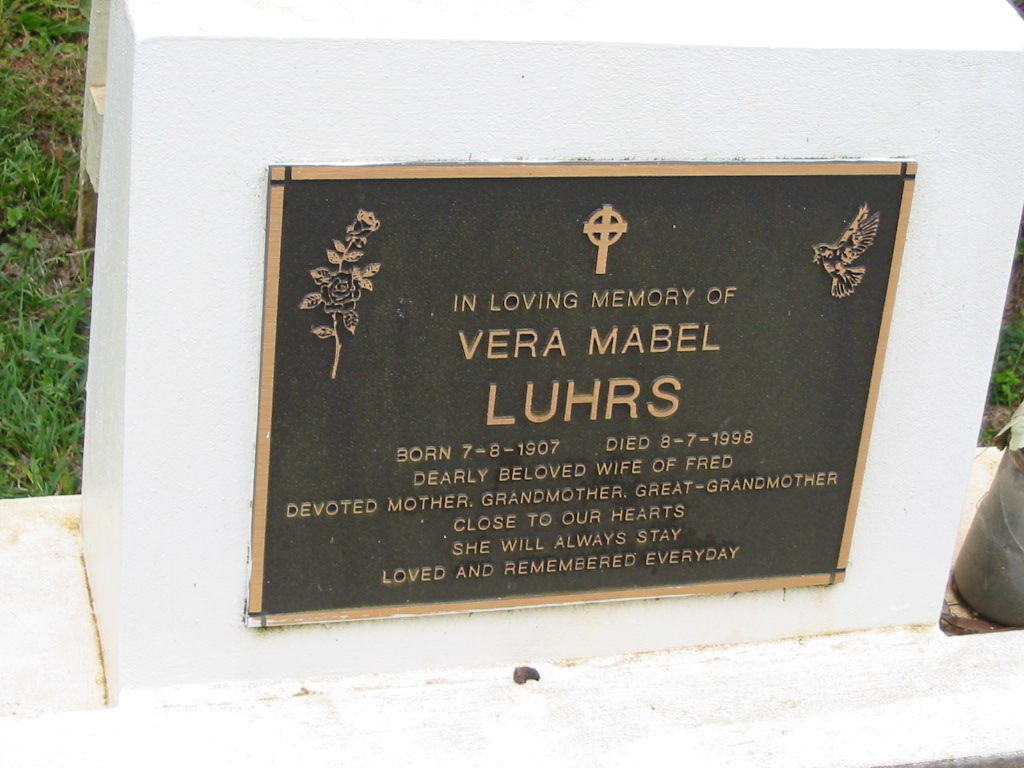 IN LOVING MEMORY OF
VERA MABEL
LUHRS
BORN 7-8-1907 DIED 8-7-1998
DEARLY BELOVED WIFE OF FRED
DEVOTED MOTHER, GRANDMOTHER, GREAT-GRANDMOTHER
CLOSE TO OUR HEARTS
SHE WILL ALWAYS STAY
LOVED AND REMEMBERED EVERYDAY